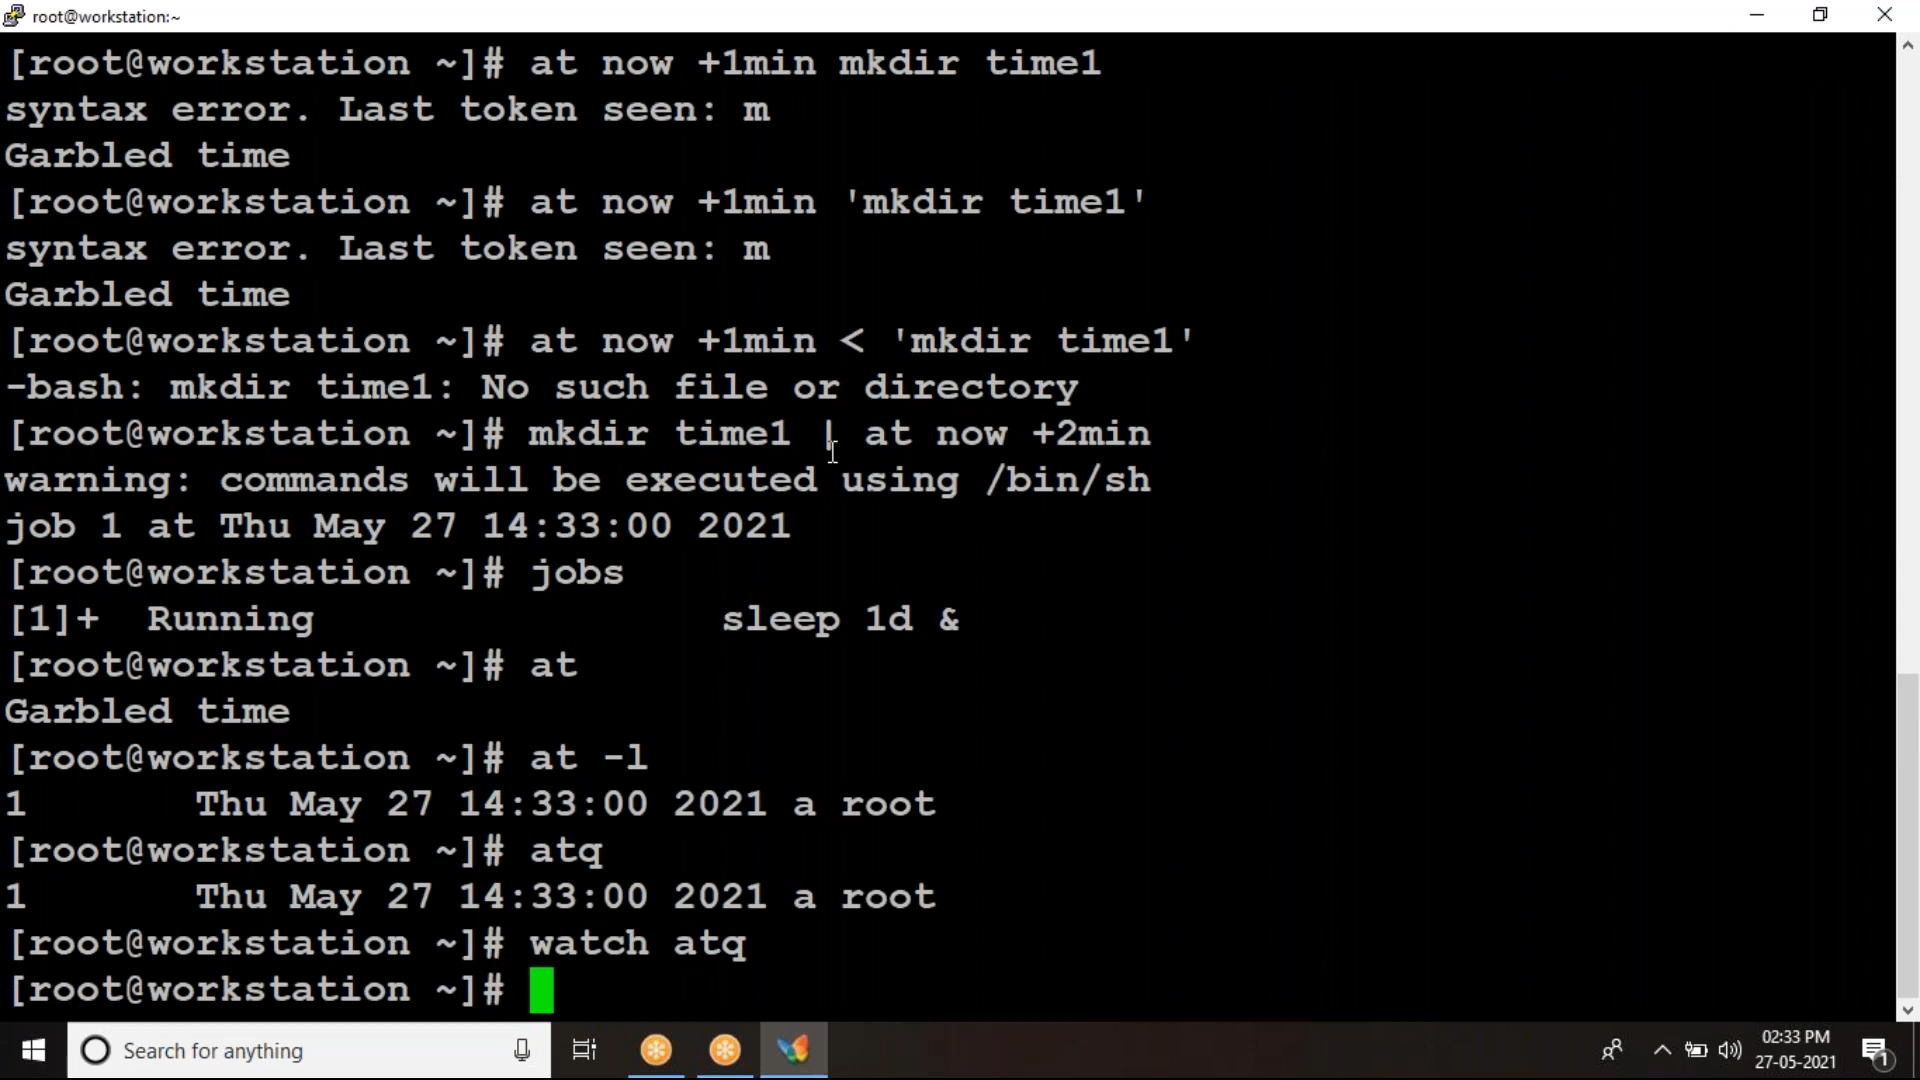 root@workstation:~
[root@workstation ~]# at now +1min mkdir time1
syntax error. Last token seen: m
Garbled time
[root@workstation ~]# at now +1min 'mkdir time1'
syntax error. Last token seen: m
Garbled time
[root@workstation ~]# at now +1min < 'mkdir time1'
-bash: mkdir time1: No such file or directory
[root@workstation ~]# mkdir time1 | at now +2min
warning: commands will be executed using /bin/sh
job 1 at Thu May 27 14:33:00 2021
[root@workstation ~]# jobs
[1]+  Running                 sleep 1d &
[root@workstation ~]# at
Garbled time
[root@workstation ~]# at -l
1       Thu May 27 14:33:00 2021 a root
[root@workstation ~]# atq
1       Thu May 27 14:33:00 2021 a root
[root@workstation ~]# watch atq
[root@workstation ~]#
Search for anything
02:33 PM
27-05-2021
1